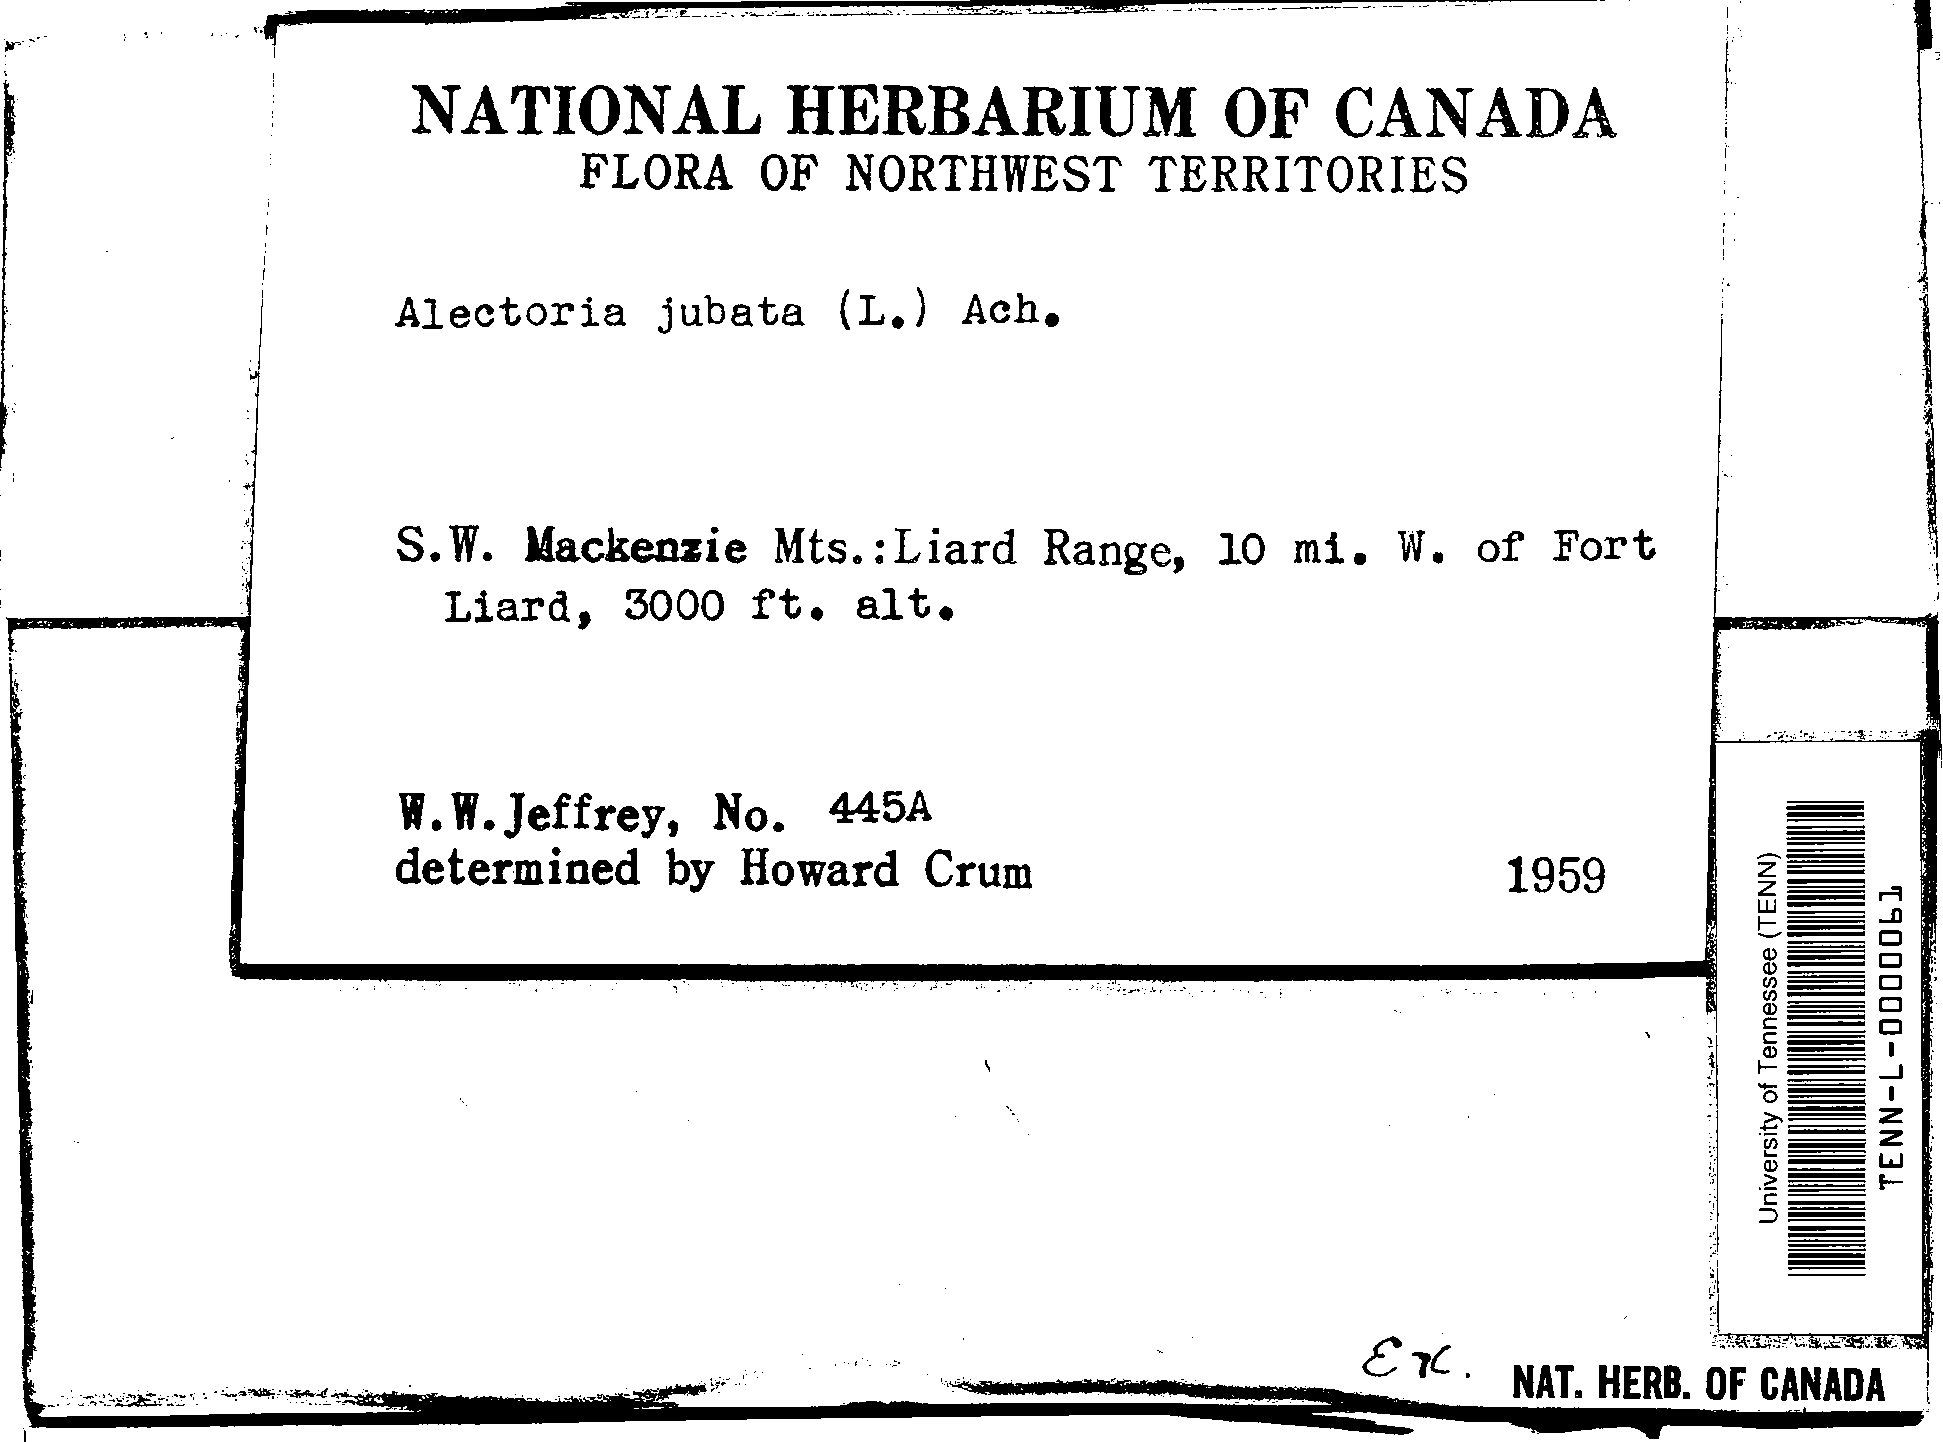 NATIONAL HERBARIUM OF CANADA
FLORA OF NORTHWEST TERRITORIES
Alectoria jubata (L.) Ach.
S.W. Mackenzie Mts.:Liard Range, 10 mi. W. of Fort
Liard, 3000 ft. alt.
W.W.Jeffrey, No. 445A
determined by Howard Crum 1959
University of Tennessee (TENN)
TENN-L-0000061
Ex.
NAT. HERB. OF CANADA